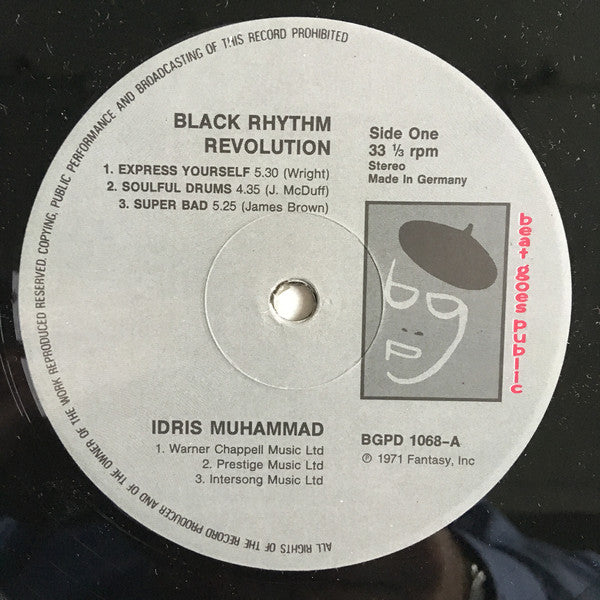 ALL RIGHTS OF THE RECORD PRODUCER AND OF THE OWNER OF THE WORK REPRODUCED RESERVED. COPYING, PUBLIC PERFORMANCE AND BROADCASTING OF THIS RECORD PROHIBITED
BLACK RHYTHM
REVOLUTION
1. EXPRESS YOURSELF 5.30 (Wright)
2. SOULFUL DRUMS 4.35 (J. McDuff)
3. SUPER BAD 5.25 (James Brown)
Side One
33 ⅓ rpm
Stereo
Made In Germany
bgp
beat goes public
IDRIS MUHAMMAD
1. Warner Chappell Music Ltd
2. Prestige Music Ltd
3. Intersong Music Ltd
BGPD 1068-A
℗ 1971 Fantasy, Inc